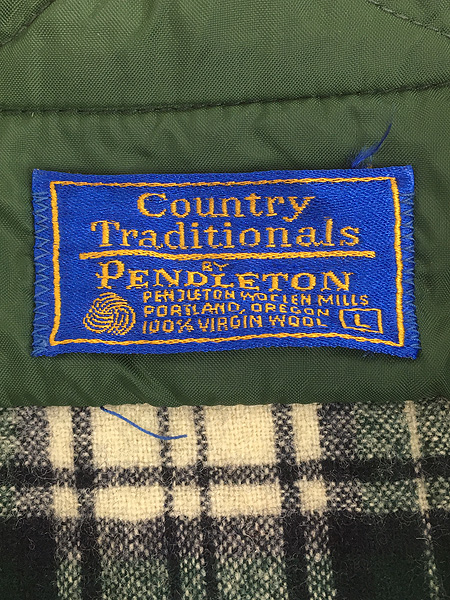 Country
Traditionals
BY
PENDLETON
PENDLETON WOOLEN MILLS
PORTLAND, OREGON
100% VIRGIN WOOL L